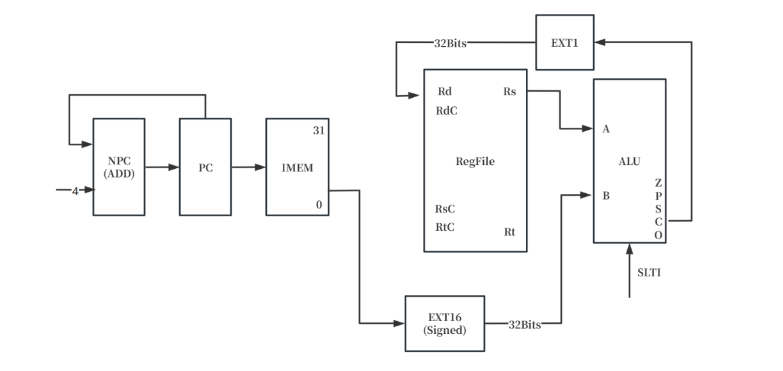 32Bits
EXT1
Rd
Rs
RdC
31
A
NPC
(ADD)
PC
IMEM
RegFile
ALU
4
Z
P
S
C
O
B
0
RsC
RtC
Rt
SLTI
EXT16
(Signed)
32Bits